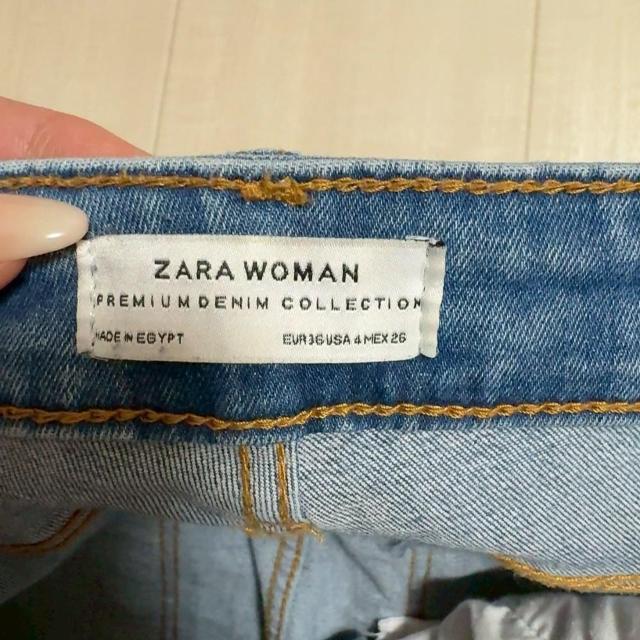 ZARA WOMAN
PREMIUM DENIM COLLECTION
MADE IN EGYPT EUR 36 USA 4 MEX 26